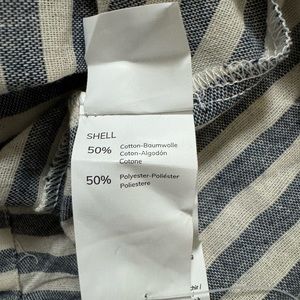 SHELL
50% Cotton-Baumwolle
Coton-Algodón
Cotone
50% Polyester-Poliéster
Poliestere